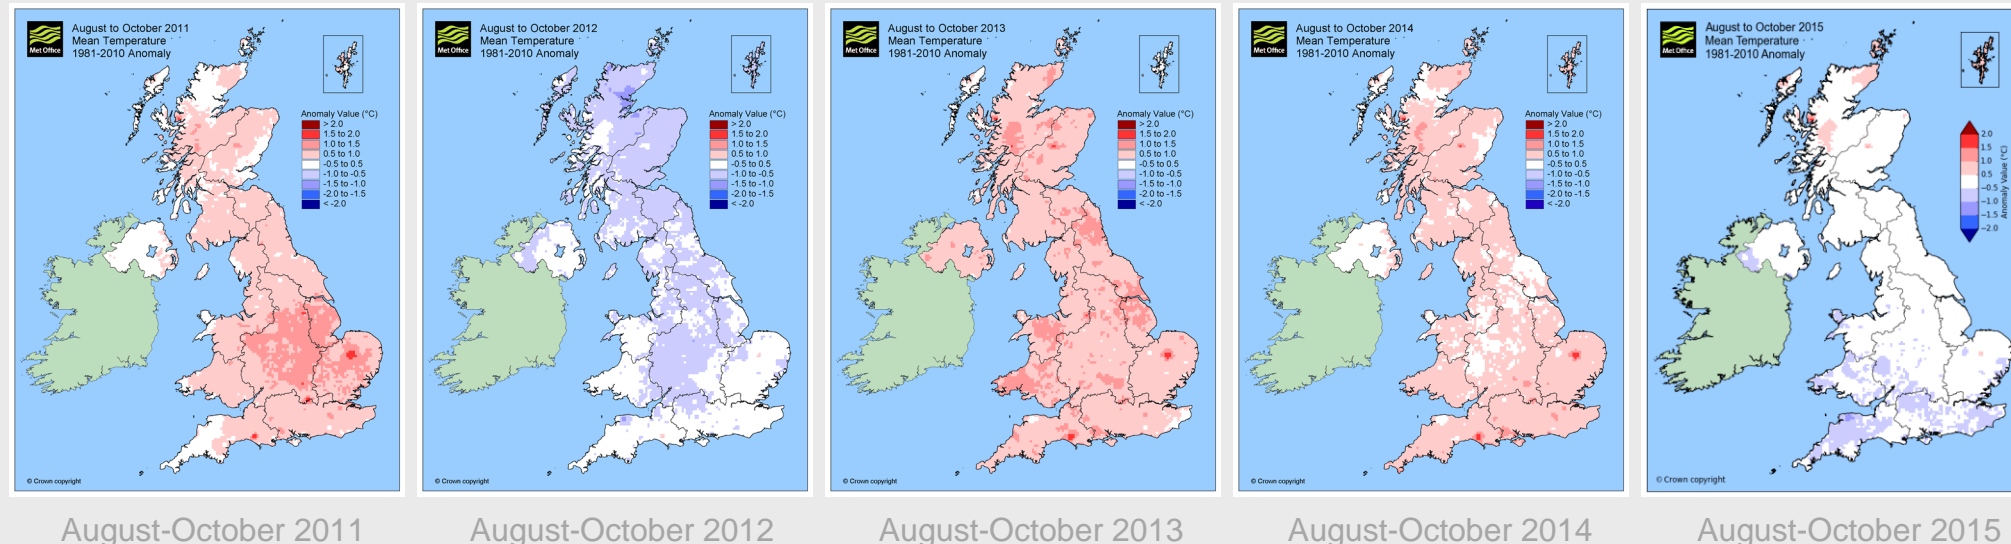 Met Office
August to October 2011
Mean Temperature
1981-2010 Anomaly
Anomaly Value (°C)
> 2.0
1.5 to 2.0
1.0 to 1.5
0.5 to 1.0
-0.5 to 0.5
-1.0 to -0.5
-1.5 to -1.0
-2.0 to -1.5
< -2.0
© Crown copyright
August-October 2011
Met Office
August to October 2012
Mean Temperature
1981-2010 Anomaly
Anomaly Value (°C)
> 2.0
1.5 to 2.0
1.0 to 1.5
0.5 to 1.0
-0.5 to 0.5
-1.0 to -0.5
-1.5 to -1.0
-2.0 to -1.5
< -2.0
© Crown copyright
August-October 2012
Met Office
August to October 2013
Mean Temperature
1981-2010 Anomaly
Anomaly Value (°C)
> 2.0
1.5 to 2.0
1.0 to 1.5
0.5 to 1.0
-0.5 to 0.5
-1.0 to -0.5
-1.5 to -1.0
-2.0 to -1.5
< -2.0
© Crown copyright
August-October 2013
Met Office
August to October 2014
Mean Temperature
1981-2010 Anomaly
Anomaly Value (°C)
> 2.0
1.5 to 2.0
1.0 to 1.5
0.5 to 1.0
-0.5 to 0.5
-1.0 to -0.5
-1.5 to -1.0
-2.0 to -1.5
< -2.0
© Crown copyright
August-October 2014
Met Office
August to October 2015
Mean Temperature
1981-2010 Anomaly
2.0
1.5
1.0
0.5
−0.5
−1.0
−1.5
−2.0
Anomaly Value (°C)
© Crown copyright
August-October 2015